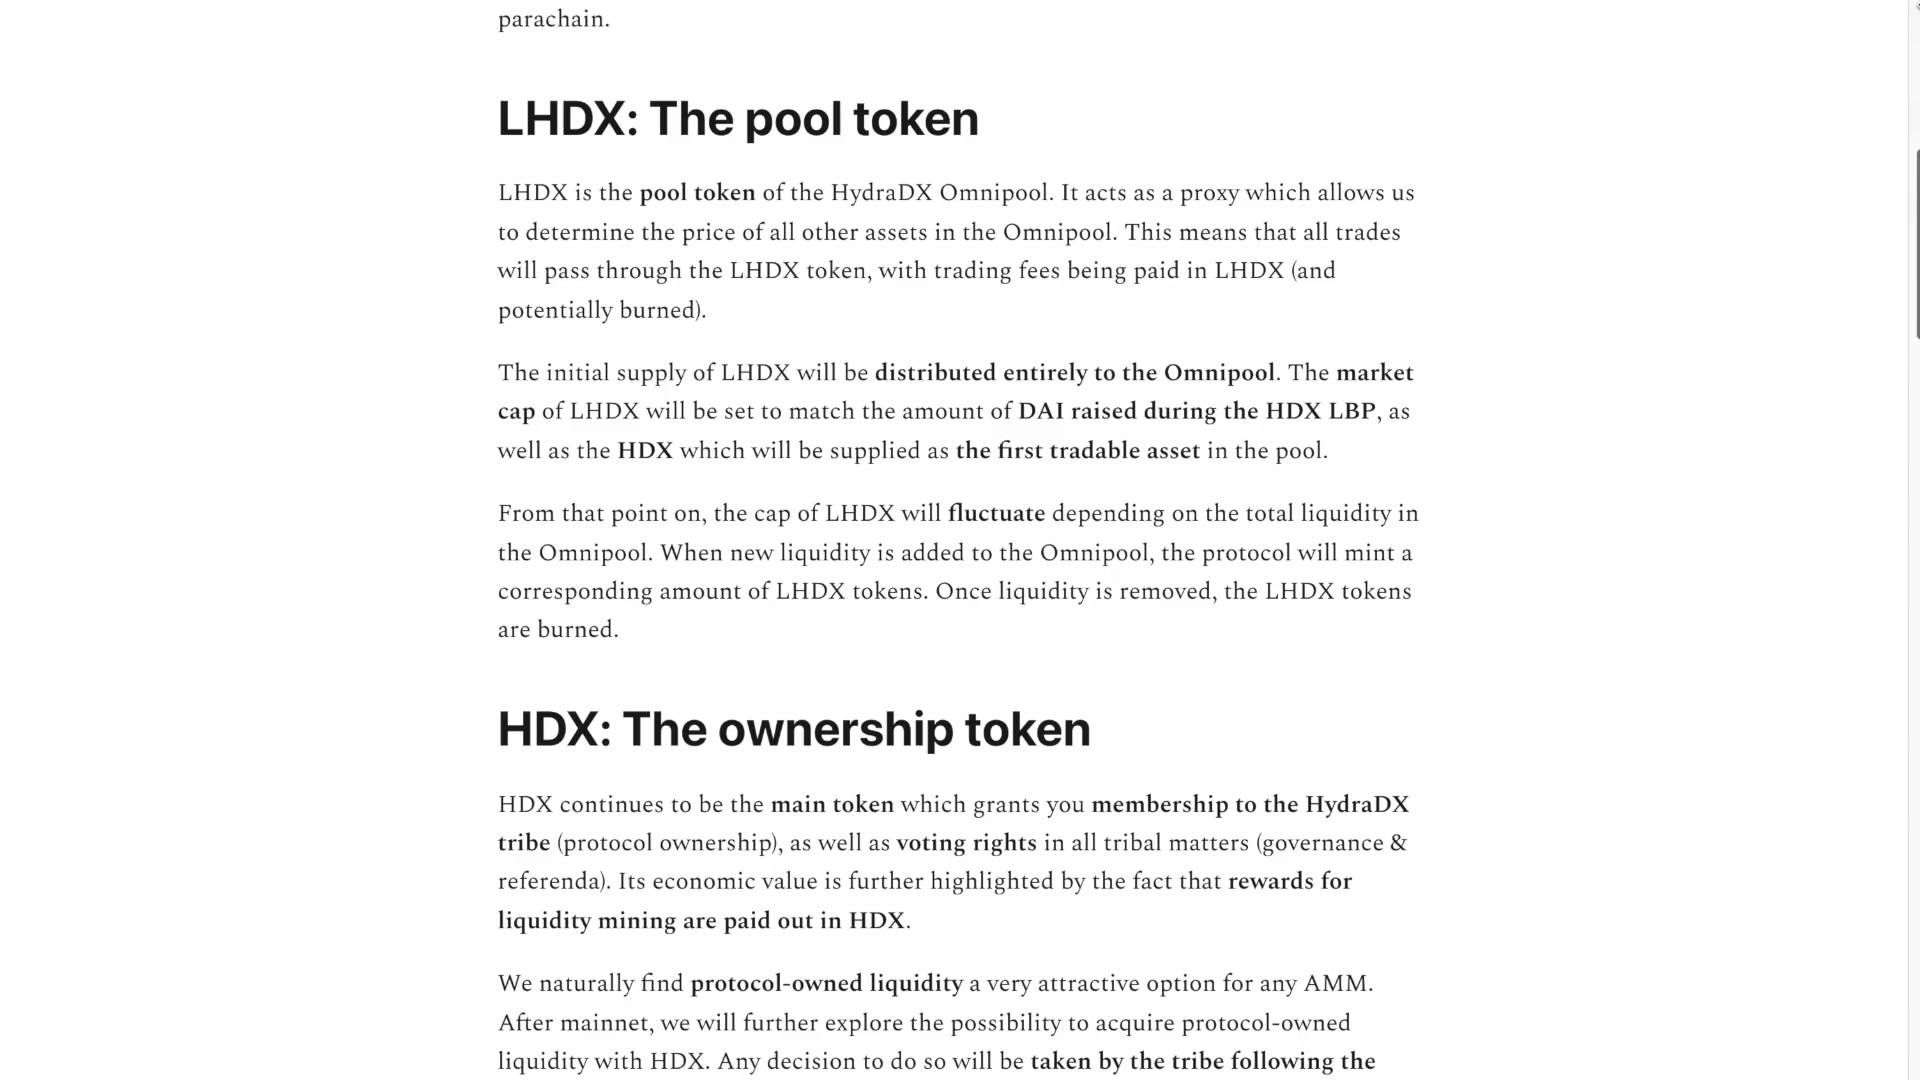 parachain.
LHDX: The pool token
LHDX is the pool token of the HydraDX Omnipool. It acts as a proxy which allows us
to determine the price of all other assets in the Omnipool. This means that all trades
will pass through the LHDX token, with trading fees being paid in LHDX (and
potentially burned).
The initial supply of LHDX will be distributed entirely to the Omnipool. The market
cap of LHDX will be set to match the amount of DAI raised during the HDX LBP, as
well as the HDX which will be supplied as the first tradable asset in the pool.
From that point on, the cap of LHDX will fluctuate depending on the total liquidity in
the Omnipool. When new liquidity is added to the Omnipool, the protocol will mint a
corresponding amount of LHDX tokens. Once liquidity is removed, the LHDX tokens
are burned.
HDX: The ownership token
HDX continues to be the main token which grants you membership to the HydraDX
tribe (protocol ownership), as well as voting rights in all tribal matters (governance &
referenda). Its economic value is further highlighted by the fact that rewards for
liquidity mining are paid out in HDX.
We naturally find protocol-owned liquidity a very attractive option for any AMM.
After mainnet, we will further explore the possibility to acquire protocol-owned
liquidity with HDX. Any decision to do so will be taken by the tribe following the